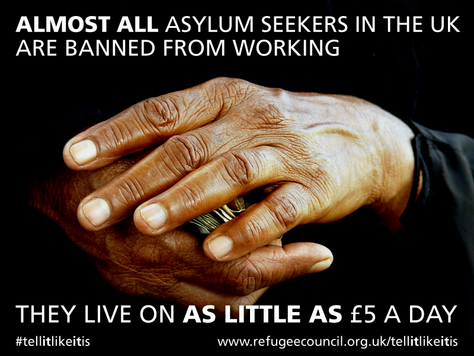 ALMOST ALL ASYLUM SEEKERS IN THE UK
ARE BANNED FROM WORKING
THEY LIVE ON AS LITTLE AS £5 A DAY
#tellitlikeitis www.refugeecouncil.org.uk/tellitlikeitis